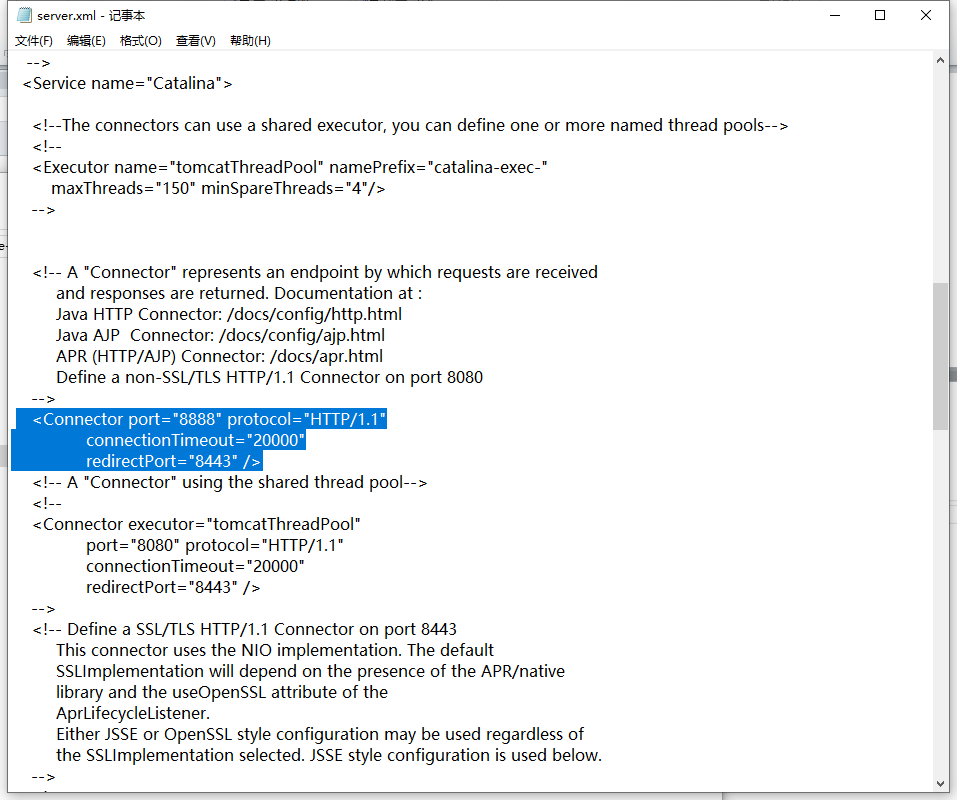 server.xml - 记事本
文件(F) 编辑(E) 格式(O) 查看(V) 帮助(H)
-->
<Service name="Catalina">
<!--The connectors can use a shared executor, you can define one or more named thread pools-->
<!--
<Executor name="tomcatThreadPool" namePrefix="catalina-exec-"
maxThreads="150" minSpareThreads="4"/>
-->
<!-- A "Connector" represents an endpoint by which requests are received
and responses are returned. Documentation at :
Java HTTP Connector: /docs/config/http.html
Java AJP  Connector: /docs/config/ajp.html
APR (HTTP/AJP) Connector: /docs/apr.html
Define a non-SSL/TLS HTTP/1.1 Connector on port 8080
-->
<Connector port="8888" protocol="HTTP/1.1"
connectionTimeout="20000"
redirectPort="8443" />
<!-- A "Connector" using the shared thread pool-->
<!--
<Connector executor="tomcatThreadPool"
port="8080" protocol="HTTP/1.1"
connectionTimeout="20000"
redirectPort="8443" />
-->
<!-- Define a SSL/TLS HTTP/1.1 Connector on port 8443
This connector uses the NIO implementation. The default
SSLImplementation will depend on the presence of the APR/native
library and the useOpenSSL attribute of the
AprLifecycleListener.
Either JSSE or OpenSSL style configuration may be used regardless of
the SSLImplementation selected. JSSE style configuration is used below.
-->